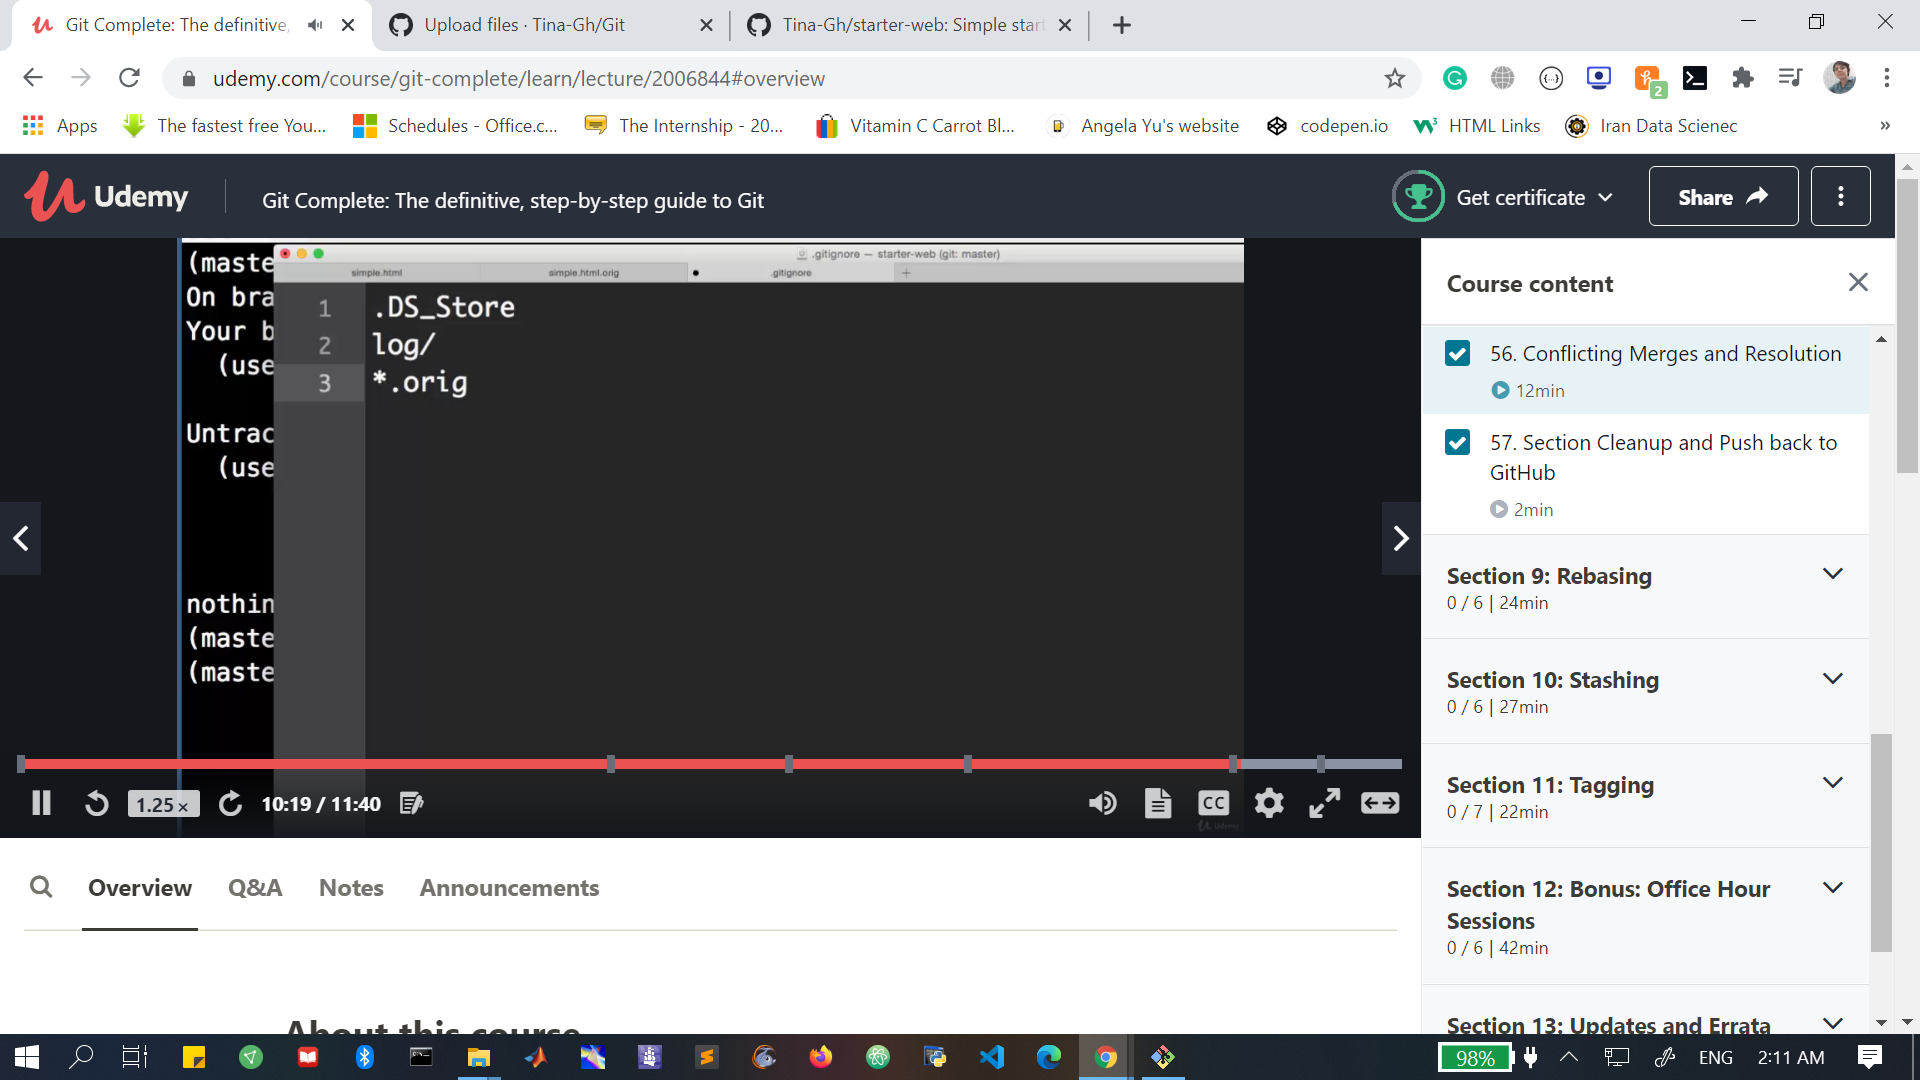 Git Complete: The definitive,
Upload files · Tina-Gh/Git
Tina-Gh/starter-web: Simple start
udemy.com/course/git-complete/learn/lecture/2006844#overview
2
Apps
The fastest free You...
Schedules - Office.c...
The Internship - 20...
Vitamin C Carrot Bl...
Angela Yu's website
codepen.io
HTML Links
Iran Data Scienec
»
Udemy
Git Complete: The definitive, step-by-step guide to Git
Get certificate
Share
.gitignore — starter-web (git: master)
simple.html
simple.html.orig
.gitignore
(maste
On bra
Your b
(use
Untrac
(use
nothin
(maste
(maste
1 .DS_Store
2 log/
3 *.orig
1.25×
10:19 / 11:40
CC
Udemy
Course content
56. Conflicting Merges and Resolution
12min
57. Section Cleanup and Push back to
GitHub
2min
Section 9: Rebasing
0 / 6 | 24min
Section 10: Stashing
0 / 6 | 27min
Section 11: Tagging
0 / 7 | 22min
Section 12: Bonus: Office Hour
Sessions
0 / 6 | 42min
Section 13: Updates and Errata
Overview
Q&A
Notes
Announcements
About this course
98%
ENG
2:11 AM